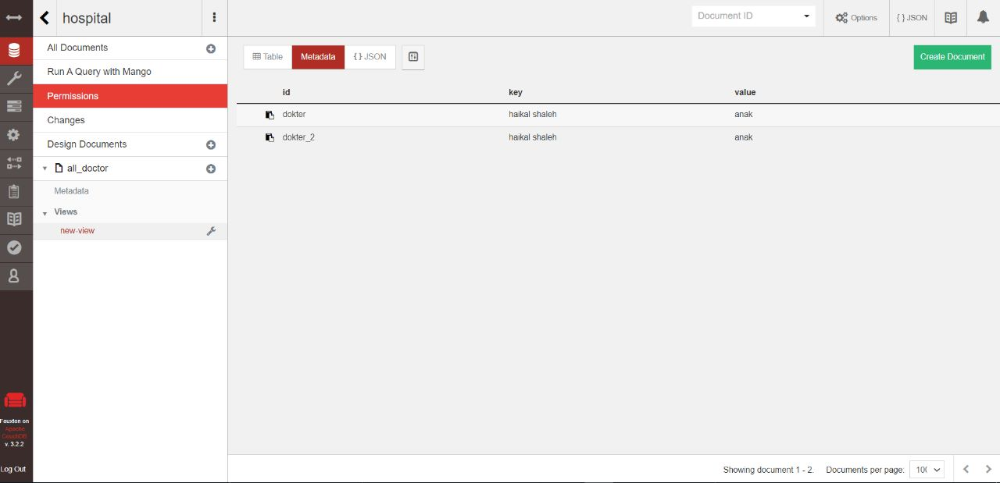 hospital
Document ID
Options
{ } JSON
All Documents
Run A Query with Mango
Permissions
Changes
Design Documents
all_doctor
Metadata
Views
new-view
Table
Metadata
{ } JSON
Create Document
id key value
dokter haikal shaleh anak
dokter_2 haikal shaleh anak
Fauxton on
Apache
CouchDB
v. 3.2.2
Log Out
Showing document 1 - 2. Documents per page: 10